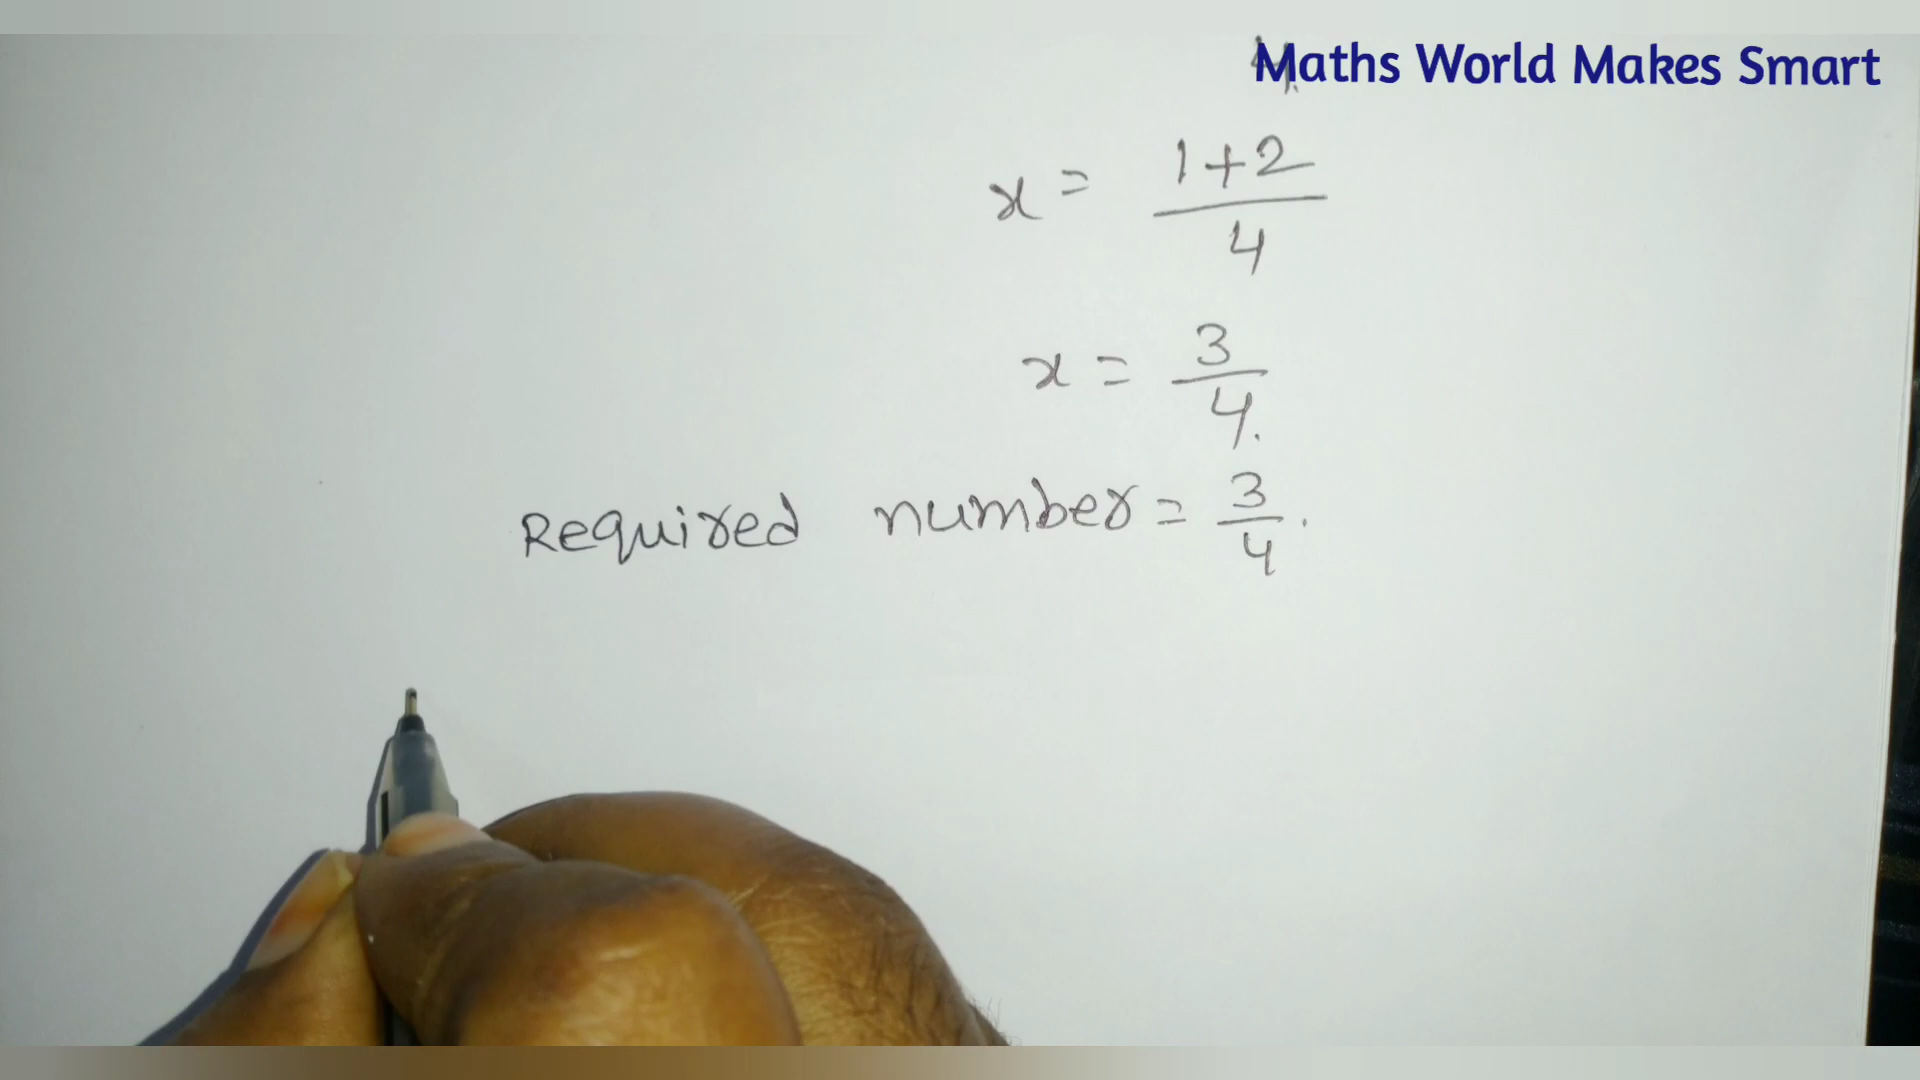 Maths World Makes Smart
x = 1+2/4
x = 3/4.
Required number = 3/4.